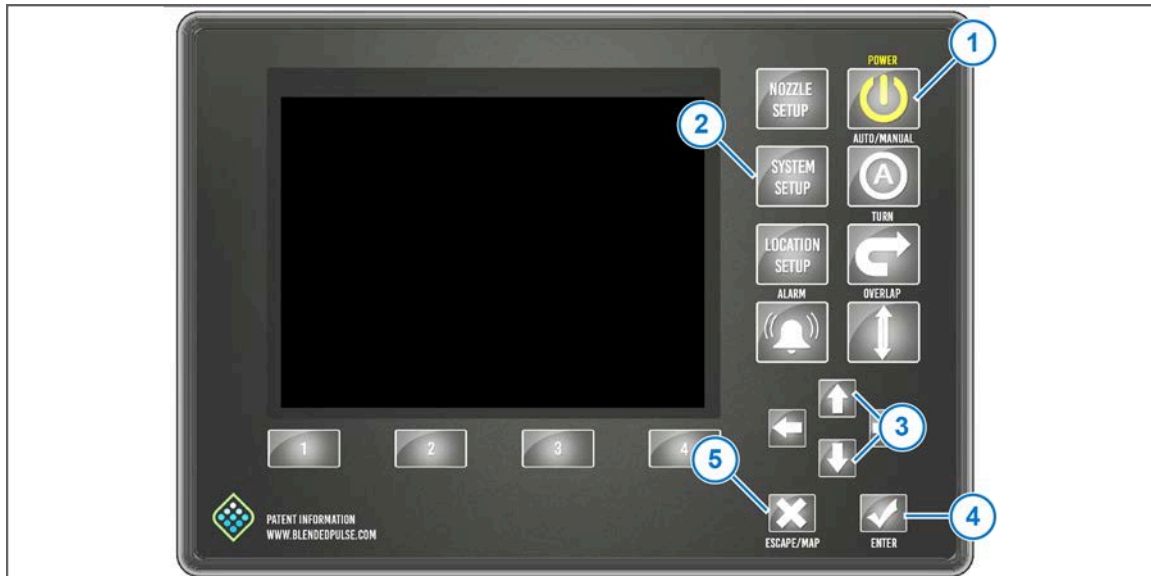 1
POWER
NOZZLE
SETUP
2
AUTO/MANUAL
SYSTEM
SETUP
A
TURN
LOCATION
SETUP
ALARM
OVERLAP
3
1
2
3
4
5
4
PATENT INFORMATION
WWW.BLENDEDPULSE.COM
ESCAPE/MAP
ENTER